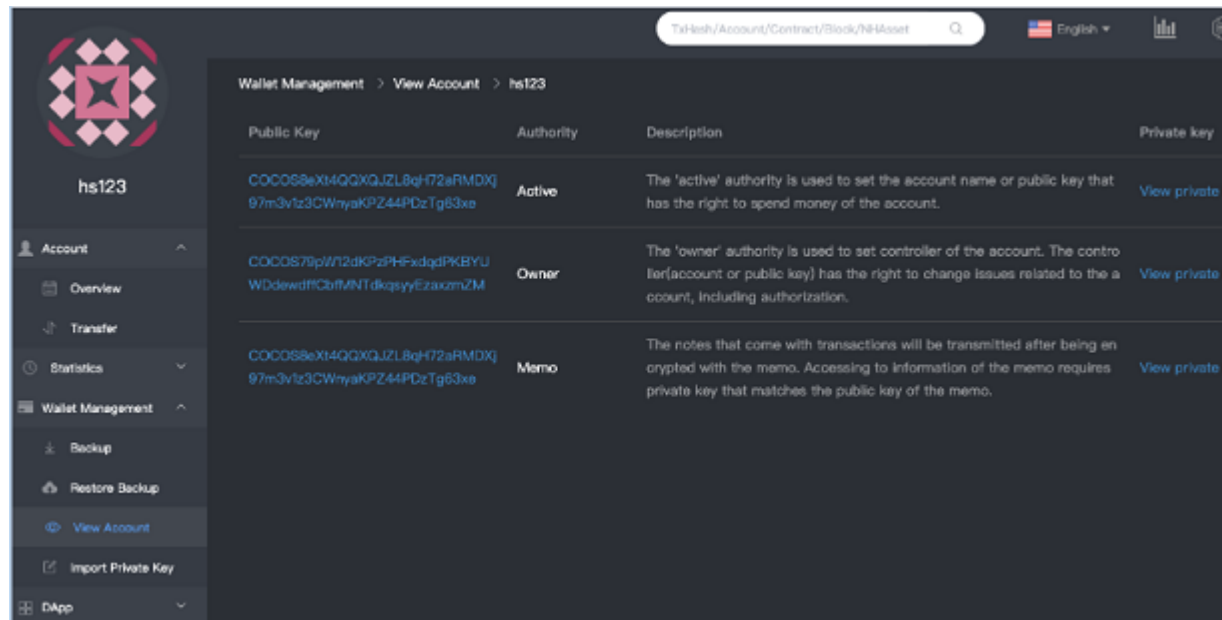 TxHash/Account/Contract/Block/NHAsset
English
hs123
Wallet Management > View Account > hs123
Public Key Authority Description Private key
COCOS8eXt4QQXQJZL8qH72aRMDXj
97m3v1z3CWnyaKPZ44PDzTg63xe
Active
The 'active' authority is used to set the account name or public key that
has the right to spend money of the account.
View private
COCOS79pW12dKPzPHFxdqdPKBYU
WDdewdffCbfMNTdkqsyyEzaxzmZM
Owner
The 'owner' authority is used to set controller of the account. The contro
ller(account or public key) has the right to change issues related to the a
ccount, including authorization.
View private
COCOS8eXt4QQXQJZL8qH72aRMDXj
97m3v1z3CWnyaKPZ44PDzTg63xe
Memo
The notes that come with transactions will be transmitted after being en
crypted with the memo. Accessing to information of the memo requires
private key that matches the public key of the memo.
View private
Account
Overview
Transfer
Statistics
Wallet Management
Backup
Restore Backup
View Account
Import Private Key
DApp